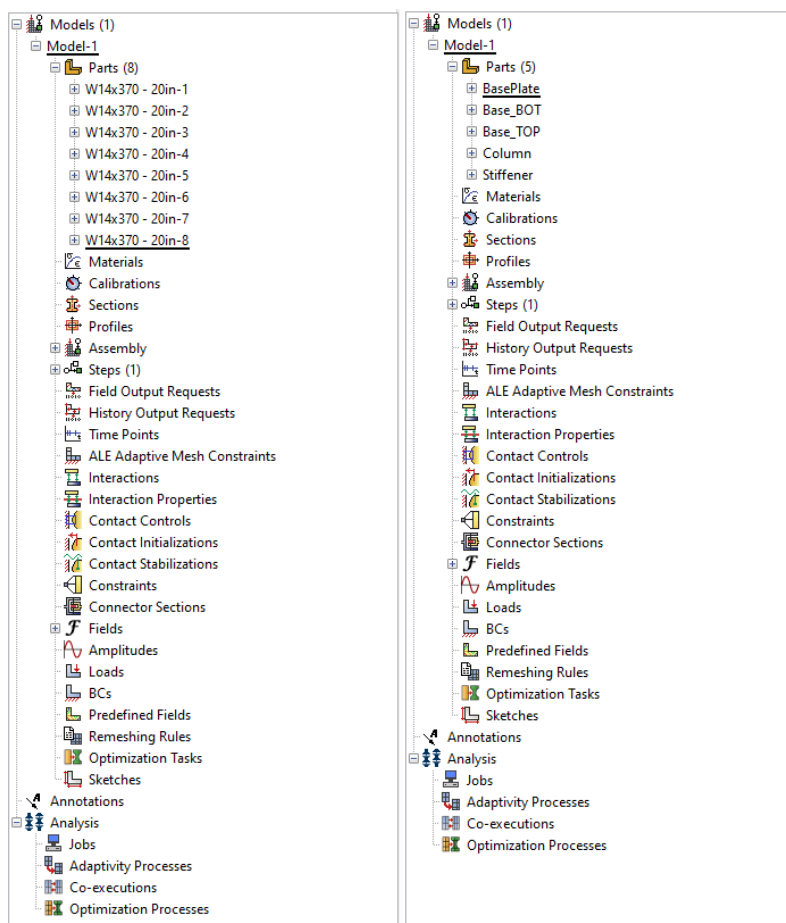 Models (1)
Model-1
Parts (8)
W14x370 - 20in-1
W14x370 - 20in-2
W14x370 - 20in-3
W14x370 - 20in-4
W14x370 - 20in-5
W14x370 - 20in-6
W14x370 - 20in-7
W14x370 - 20in-8
Materials
Calibrations
Sections
Profiles
Assembly
Steps (1)
Field Output Requests
History Output Requests
Time Points
ALE Adaptive Mesh Constraints
Interactions
Interaction Properties
Contact Controls
Contact Initializations
Contact Stabilizations
Constraints
Connector Sections
Fields
Amplitudes
Loads
BCs
Predefined Fields
Remeshing Rules
Optimization Tasks
Sketches
Annotations
Analysis
Jobs
Adaptivity Processes
Co-executions
Optimization Processes
Models (1)
Model-1
Parts (5)
BasePlate
Base_BOT
Base_TOP
Column
Stiffener
Materials
Calibrations
Sections
Profiles
Assembly
Steps (1)
Field Output Requests
History Output Requests
Time Points
ALE Adaptive Mesh Constraints
Interactions
Interaction Properties
Contact Controls
Contact Initializations
Contact Stabilizations
Constraints
Connector Sections
Fields
Amplitudes
Loads
BCs
Predefined Fields
Remeshing Rules
Optimization Tasks
Sketches
Annotations
Analysis
Jobs
Adaptivity Processes
Co-executions
Optimization Processes